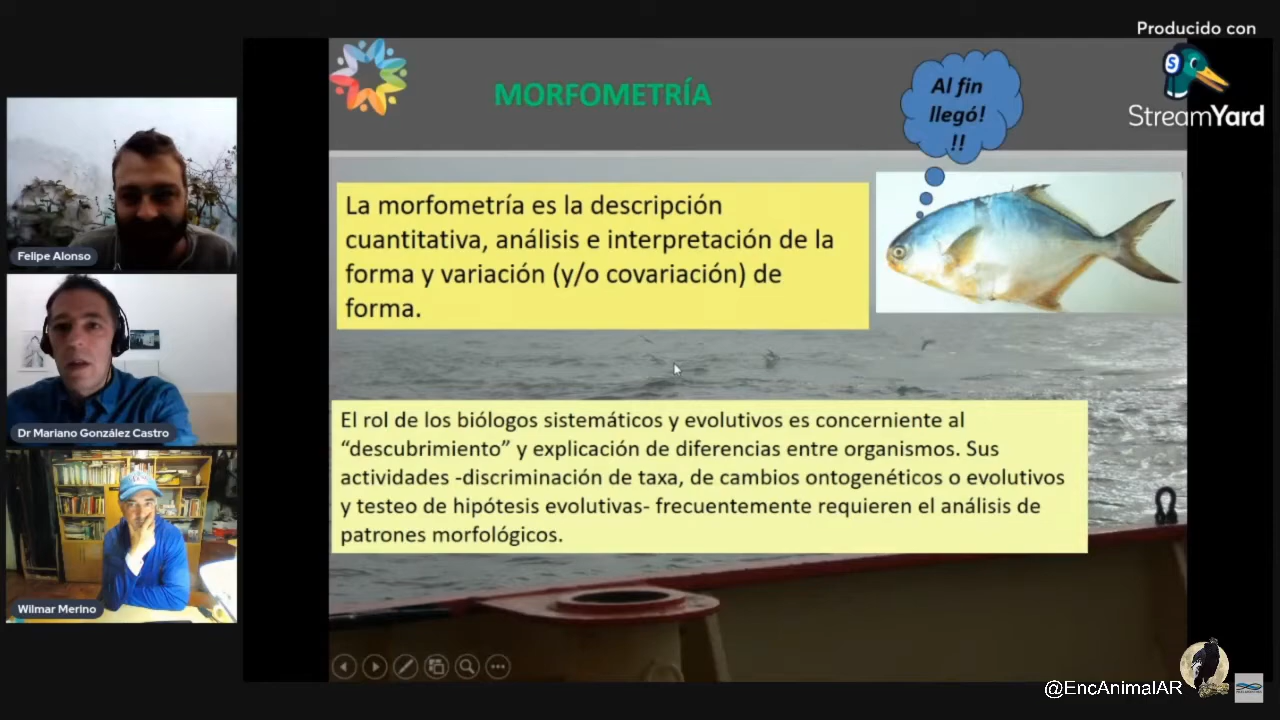 Producido con
StreamYard
MORFOMETRÍA
Al fin
llegó!
!!
La morfometría es la descripción
cuantitativa, análisis e interpretación de la
forma y variación (y/o covariación) de
forma.
El rol de los biólogos sistemáticos y evolutivos es concerniente al
“descubrimiento” y explicación de diferencias entre organismos. Sus
actividades -discriminación de taxa, de cambios ontogenéticos o evolutivos
y testeo de hipótesis evolutivas- frecuentemente requieren el análisis de
patrones morfológicos.
Felipe Alonso
Dr Mariano González Castro
Wilmar Merino
@EncAnimalAR